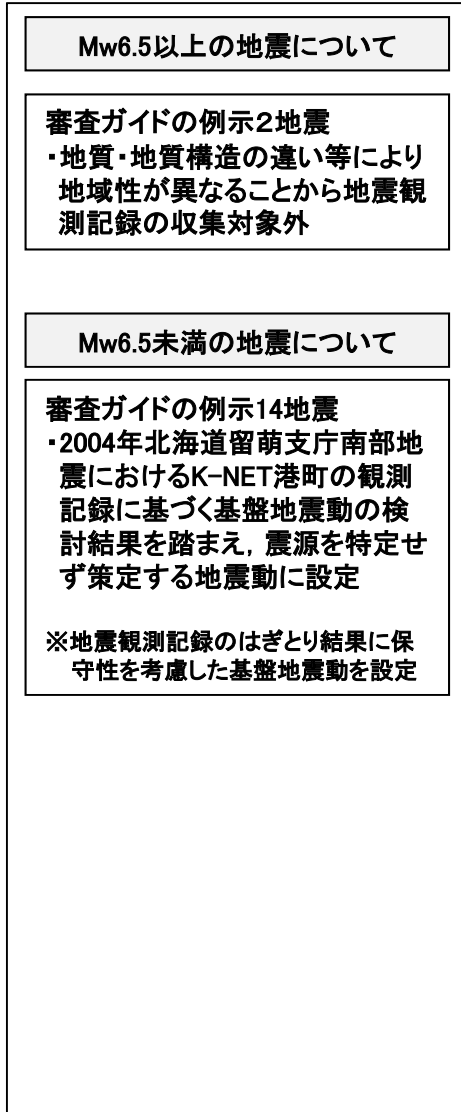 Mw6.5以上の地震について
審査ガイドの例示2地震
・地質・地質構造の違い等により
地域性が異なることから地震観
測記録の収集対象外
Mw6.5未満の地震について
審査ガイドの例示14地震
・2004年北海道留萌支庁南部地
震におけるK-NET港町の観測
記録に基づく基盤地震動の検
討結果を踏まえ，震源を特定せ
ず策定する地震動に設定
※地震観測記録のはぎとり結果に保
守性を考慮した基盤地震動を設定